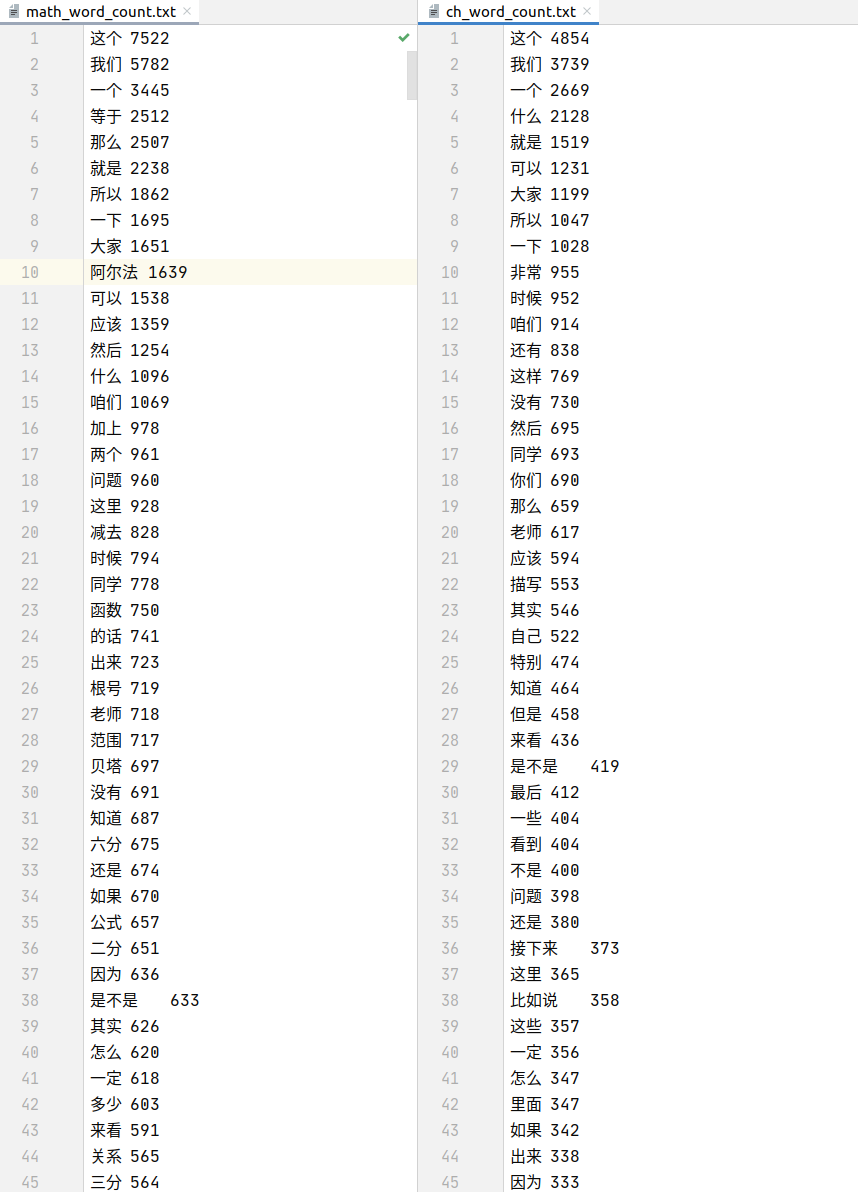 math_word_count.txt
1 这个 7522
2 我们 5782
3 一个 3445
4 等于 2512
5 那么 2507
6 就是 2238
7 所以 1862
8 一下 1695
9 大家 1651
10 阿尔法 1639
11 可以 1538
12 应该 1359
13 然后 1254
14 什么 1096
15 咱们 1069
16 加上 978
17 两个 961
18 问题 960
19 这里 928
20 减去 828
21 时候 794
22 同学 778
23 函数 750
24 的话 741
25 出来 723
26 根号 719
27 老师 718
28 范围 717
29 贝塔 697
30 没有 691
31 知道 687
32 六分 675
33 还是 674
34 如果 670
35 公式 657
36 二分 651
37 因为 636
38 是不是 633
39 其实 626
40 怎么 620
41 一定 618
42 多少 603
43 来看 591
44 关系 565
45 三分 564
ch_word_count.txt
1 这个 4854
2 我们 3739
3 一个 2669
4 什么 2128
5 就是 1519
6 可以 1231
7 大家 1199
8 所以 1047
9 一下 1028
10 非常 955
11 时候 952
12 咱们 914
13 还有 838
14 这样 769
15 没有 730
16 然后 695
17 同学 693
18 你们 690
19 那么 659
20 老师 617
21 应该 594
22 描写 553
23 其实 546
24 自己 522
25 特别 474
26 知道 464
27 但是 458
28 来看 436
29 是不是 419
30 最后 412
31 一些 404
32 看到 404
33 不是 400
34 问题 398
35 还是 380
36 接下来 373
37 这里 365
38 比如说 358
39 这些 357
40 一定 356
41 怎么 347
42 里面 347
43 如果 342
44 出来 338
45 因为 333